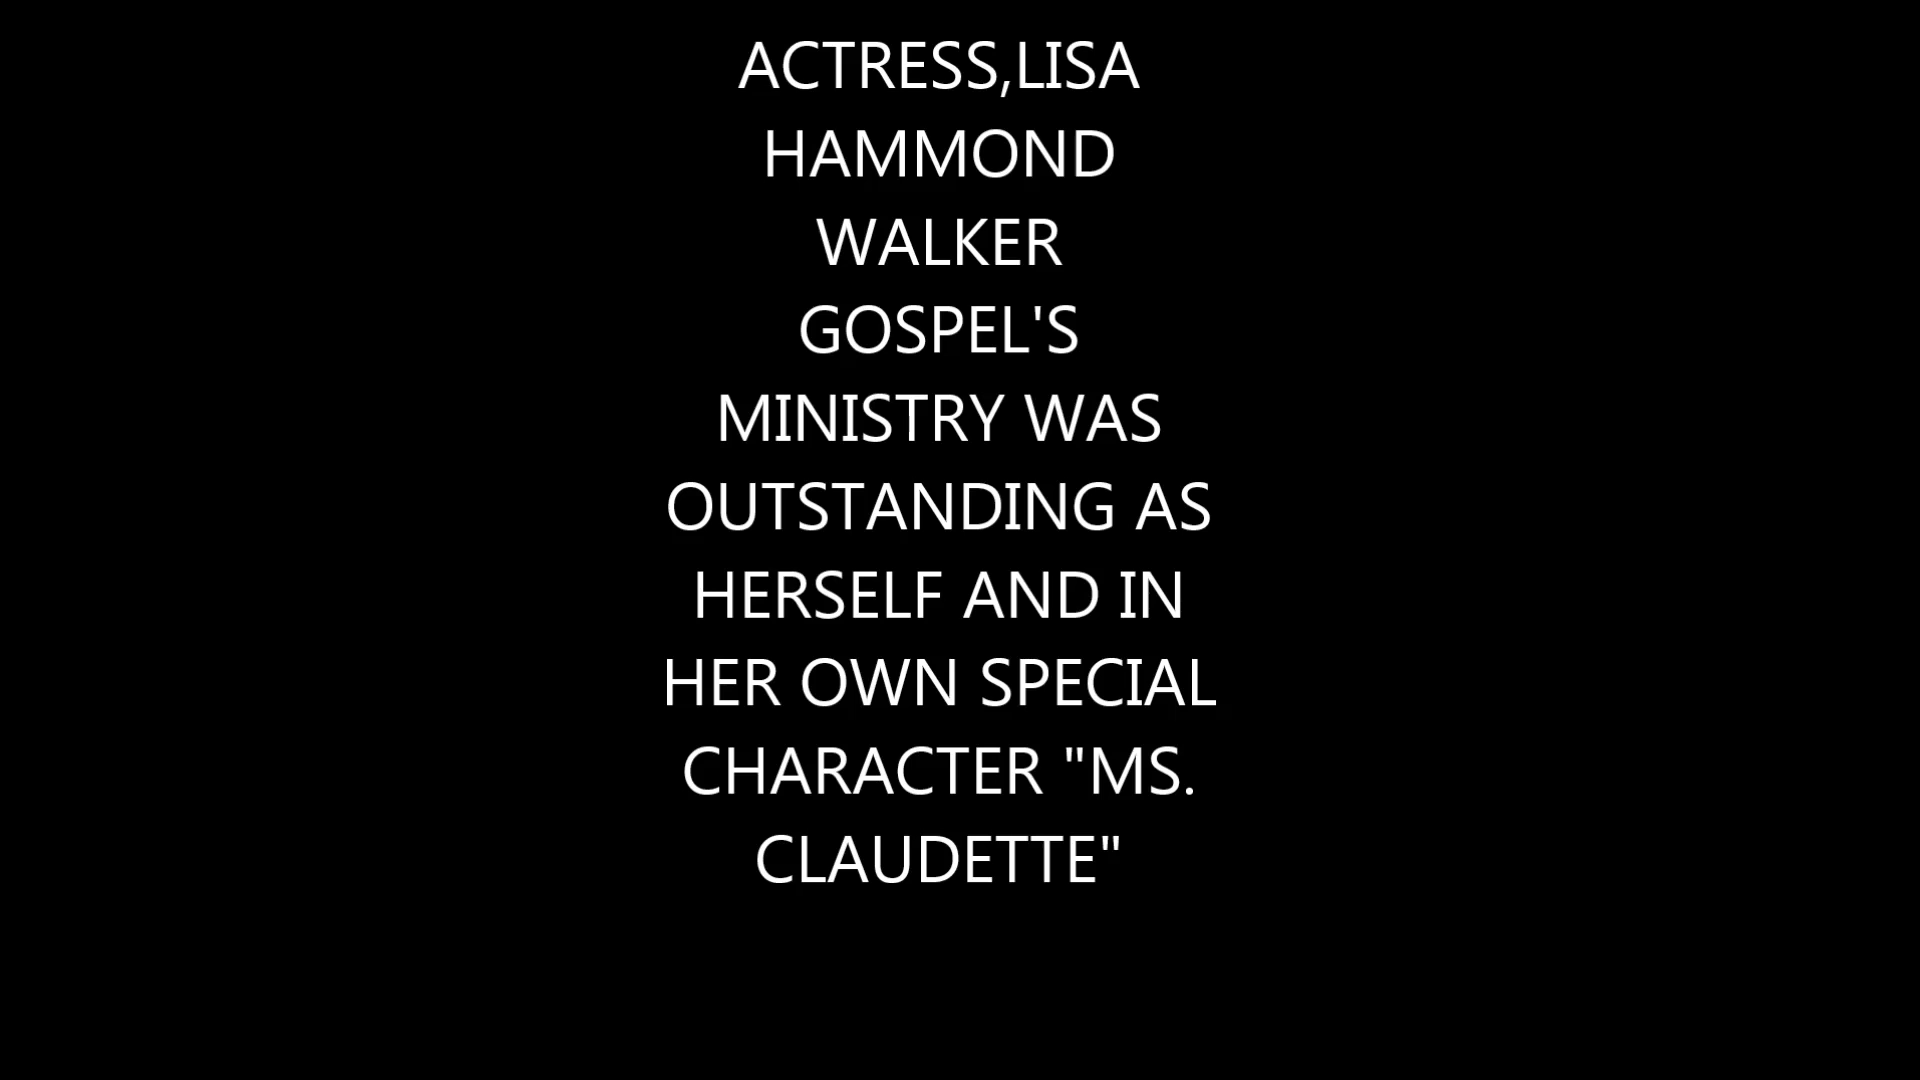 ACTRESS,LISA
HAMMOND
WALKER
GOSPEL'S
MINISTRY WAS
OUTSTANDING AS
HERSELF AND IN
HER OWN SPECIAL
CHARACTER "MS.
CLAUDETTE"